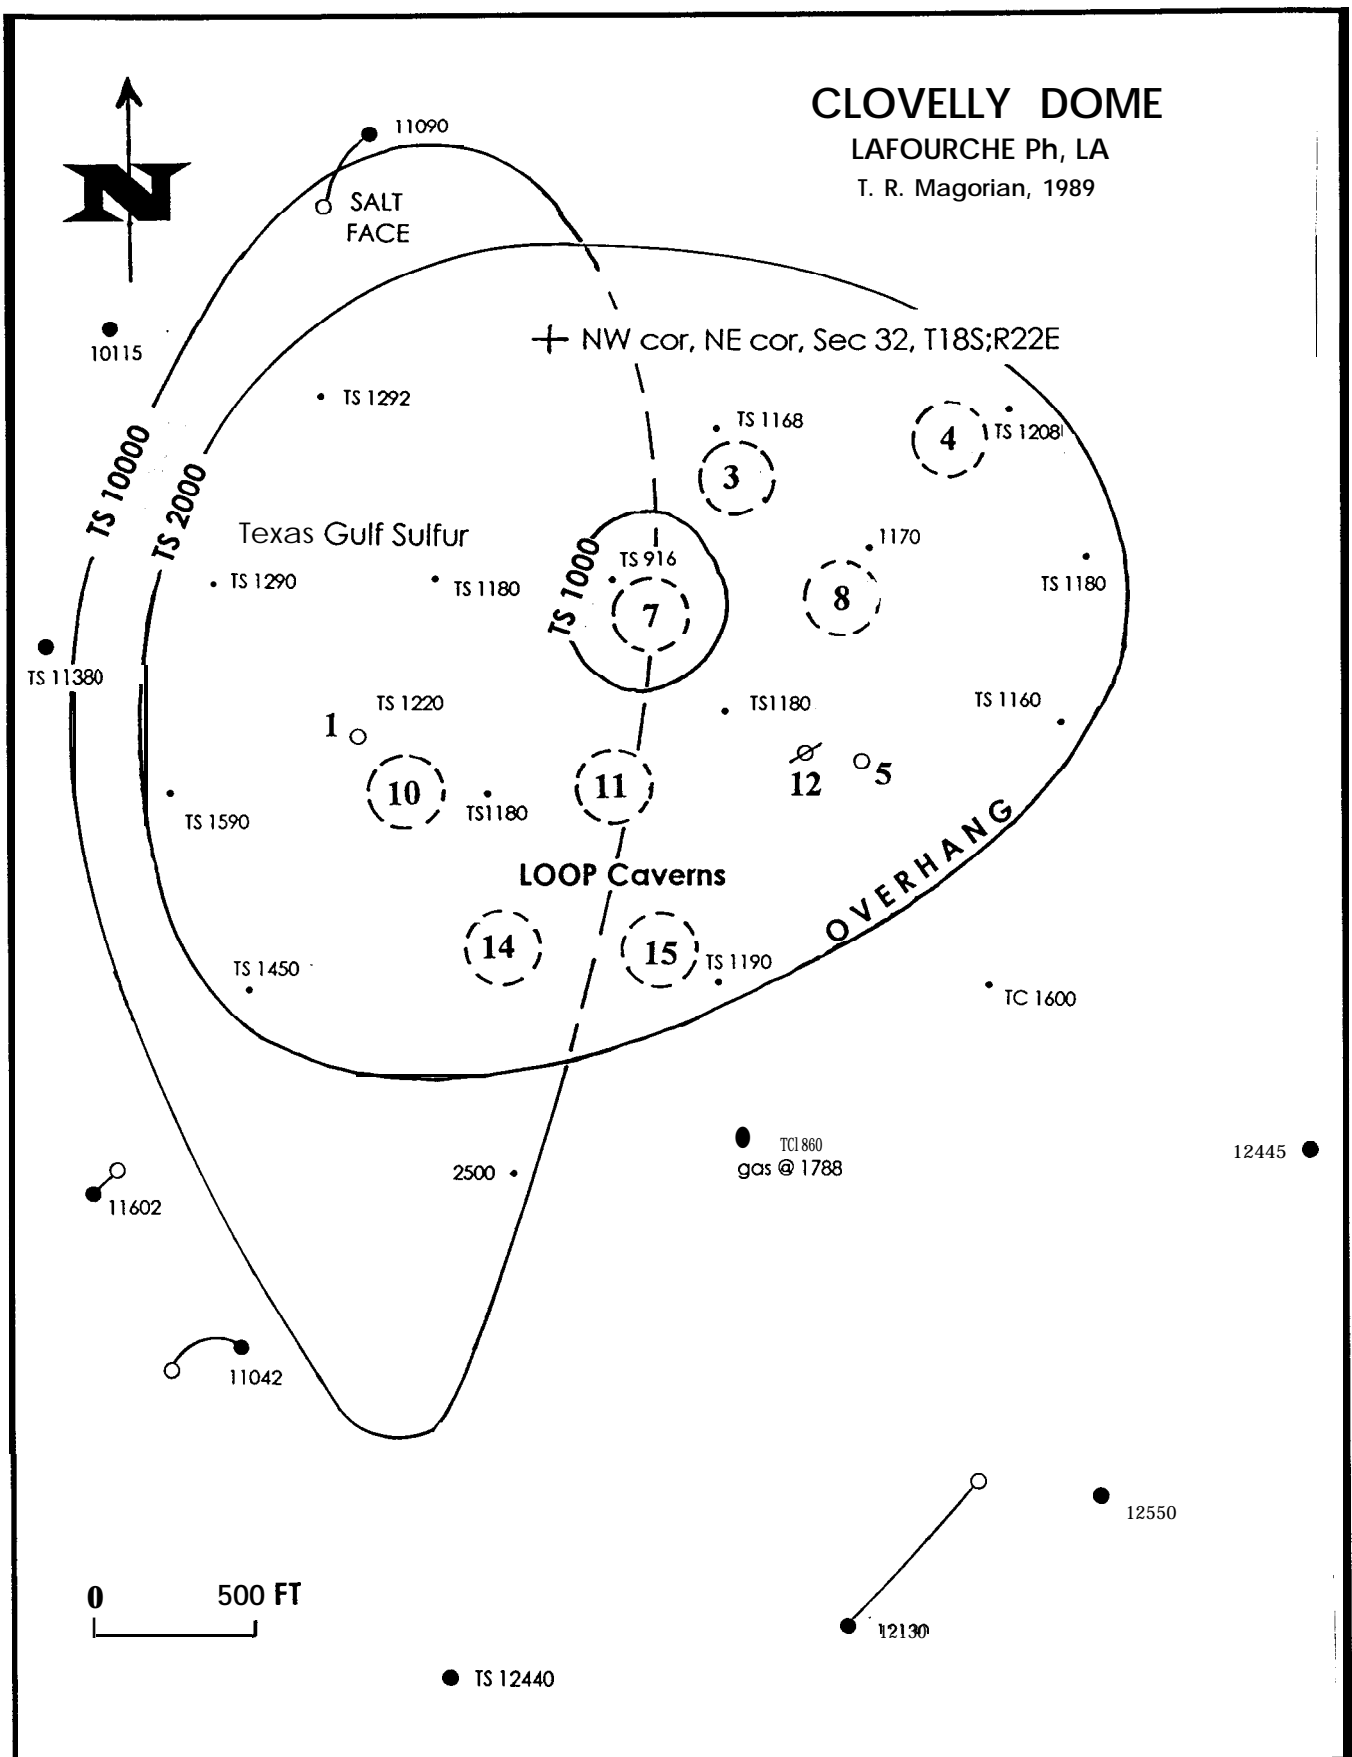 CLOVELLY DOME
LAFOURCHE Ph, LA
T. R. Magorian, 1989
N
11090
SALT
FACE
10115
NW cor, NE cor, Sec 32, T18S;R22E
TS 1292
TS 1168
4
TS 1208
3
TS 10000
TS 2000
Texas Gulf Sulfur
TS 1000
TS 916
1170
TS 1290
TS 1180
7
8
TS 1180
TS 11380
TS 1220
1
TS1180
TS 1160
10
TS1180
11
12
5
TS 1590
LOOP Caverns
OVERHANG
14
15
TS 1190
TS 1450
TC 1600
TC1860
gas @ 1788
12445
2500
11602
11042
12550
0 500 FT
12130
TS 12440